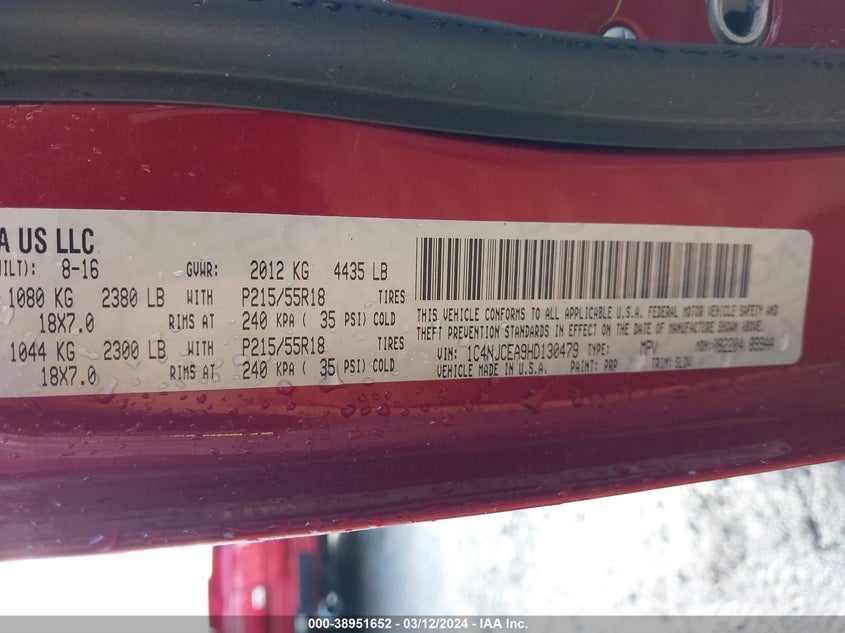 A US LLC
UILT): 8-16 GVWR: 2012 KG 4435 LB
1080 KG 2380 LB WITH P215/55R18 TIRES
18X7.0 RIMS AT 240 KPA ( 35 PSI) COLD
1044 KG 2300 LB WITH P215/55R18 TIRES
18X7.0 RIMS AT 240 KPA ( 35 PSI) COLD
THIS VEHICLE CONFORMS TO ALL APPLICABLE U.S.A. FEDERAL MOTOR VEHICLE SAFETY AND
THEFT PREVENTION STANDARDS IN EFFECT ON THE DATE OF MANUFACTURE SHOWN ABOVE.
VIN: 1C4NJCEA9HD130479 TYPE: MPV MDH: 082204 899AA
VEHICLE MADE IN U.S.A. PAINT: PRP TRIM:
000-38951652 - 03/12/2024 - IAA Inc.